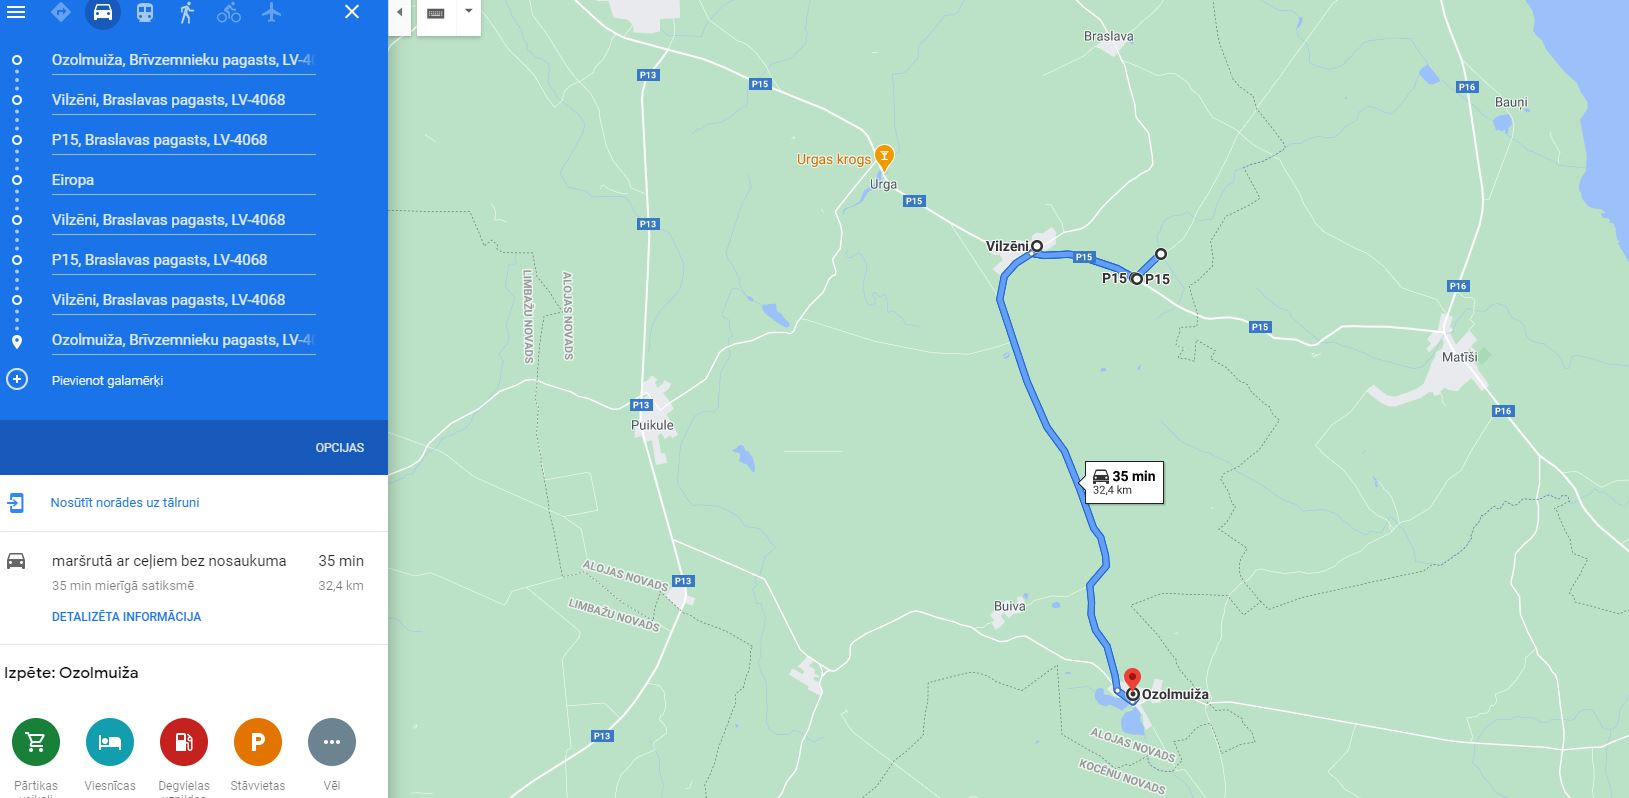 Ozolmuiža, Brīvzemnieku pagasts, LV-4
Vilzēni, Braslavas pagasts, LV-4068
P15, Braslavas pagasts, LV-4068
Eiropa
Vilzēni, Braslavas pagasts, LV-4068
P15, Braslavas pagasts, LV-4068
Vilzēni, Braslavas pagasts, LV-4068
Ozolmuiža, Brīvzemnieku pagasts, LV-4
Pievienot galamērķi
OPCIJAS
Nosūtīt norādes uz tālruni
maršrutā ar ceļiem bez nosaukuma 35 min
35 min mierīgā satiksmē 32,4 km
DETALIZĒTA INFORMĀCIJA
Izpēte: Ozolmuiža
P
Pārtikas Viesnīcas Degvielas Stāvvietas Vēl
Braslava
P13
P15
P16
Bauņi
Urgas krogs
Urga
P15
P13
Vilzēni
P15
P15
P15
P16
LIMBAŽU NOVADS
ALOJAS NOVADS
P15
Matīši
P13
P16
Puikule
35 min
32,4 km
ALOJAS NOVADS
P13
LIMBAŽU NOVADS
Buiva
Ozolmuiža
P13
ALOJAS NOVADS
KOCĒNU NOVADS